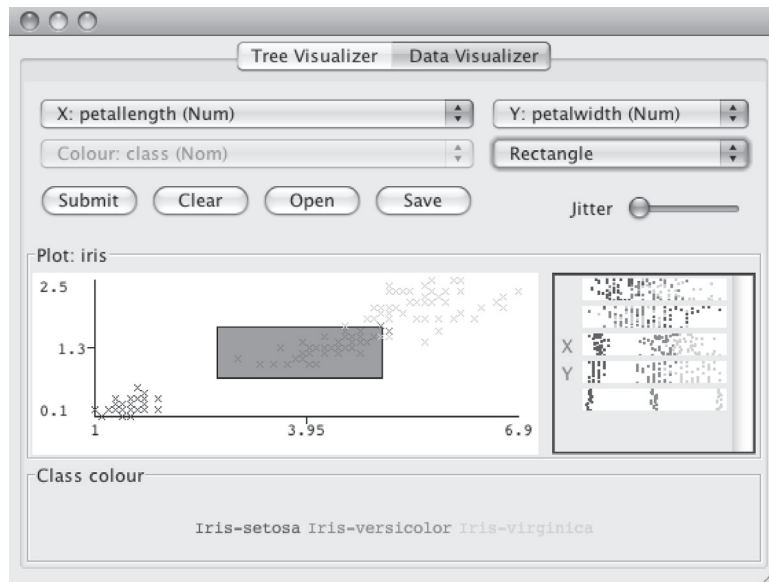 Tree Visualizer Data Visualizer
X: petallength (Num) Y: petalwidth (Num)
Colour: class (Nom) Rectangle
Submit Clear Open Save Jitter
Plot: iris
2.5
1.3
0.1
1 3.95 6.9
X
Y
Class colour
Iris-setosa Iris-versicolor Iris-virginica